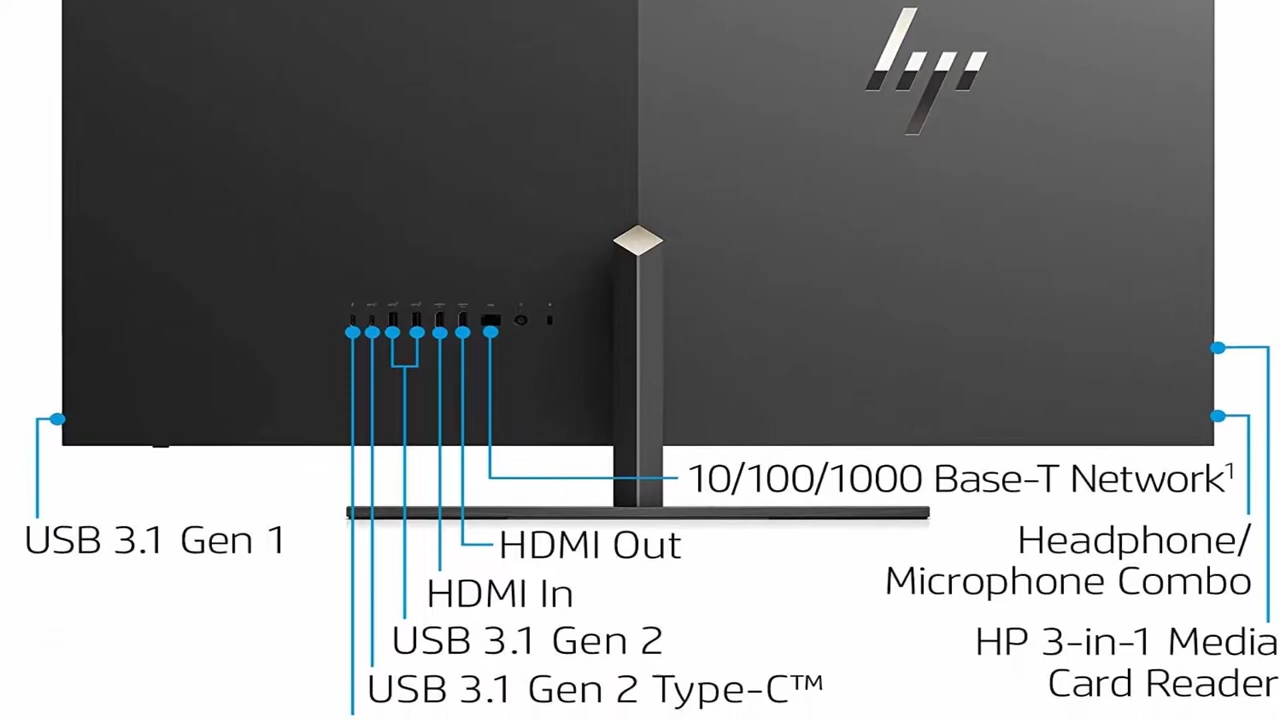 hp
10/100/1000 Base-T Network¹
USB 3.1 Gen 1
HDMI Out
Headphone/
Microphone Combo
HDMI In
USB 3.1 Gen 2
HP 3-in-1 Media
Card Reader
USB 3.1 Gen 2 Type-C™